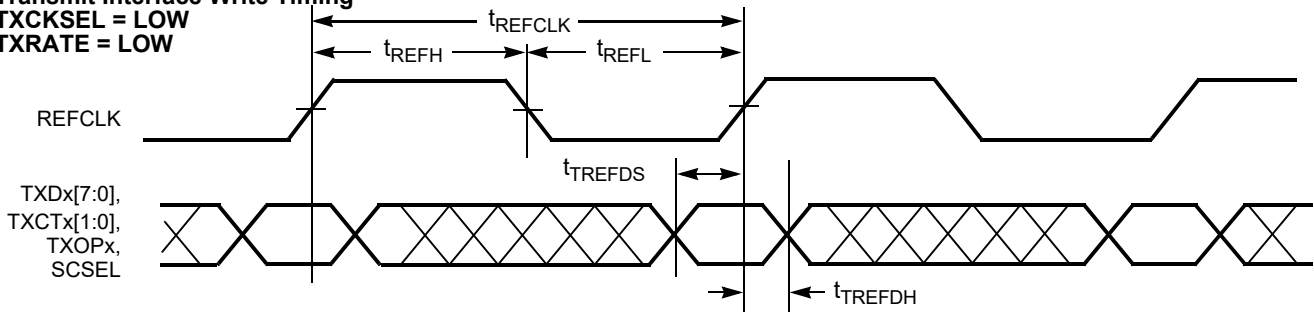 Transmit Interface Write Timing
TXCKSEL = LOW
TXRATE = LOW
tREFCLK
tREFH
tREFL
REFCLK
tTREFDS
TXDx[7:0],
TXCTx[1:0],
TXOPx,
SCSEL
tTREFDH